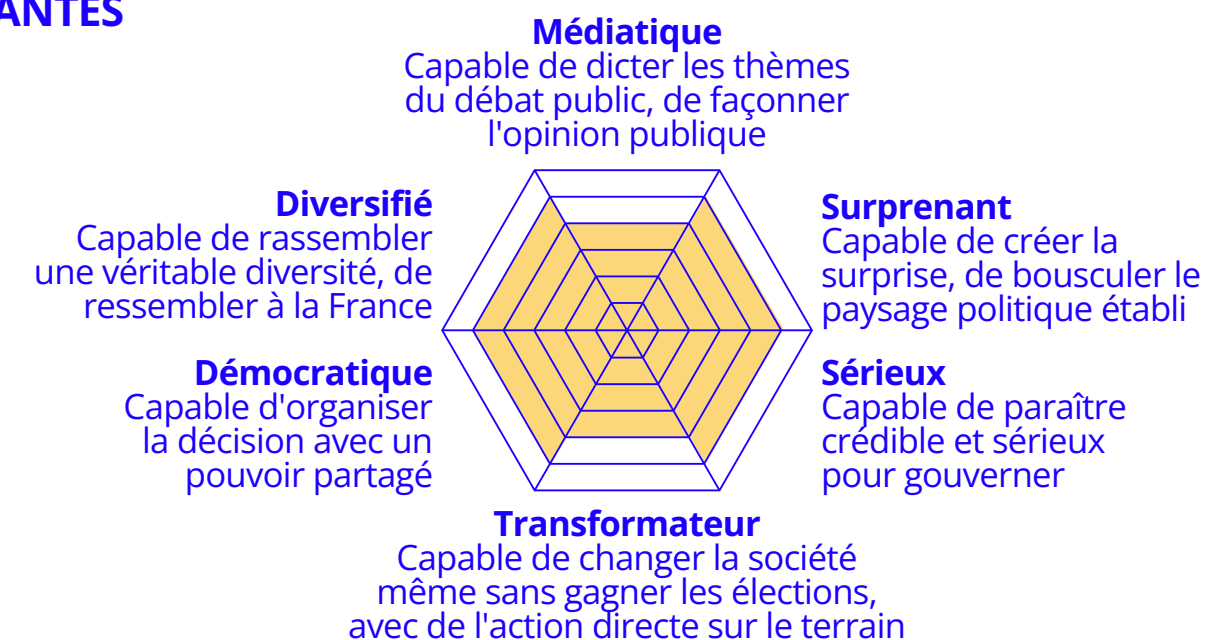 Médiatique
Capable de dicter les thèmes
du débat public, de façonner
l'opinion publique
Diversifié
Capable de rassembler
une véritable diversité, de
ressembler à la France
Surprenant
Capable de créer la
surprise, de bousculer le
paysage politique établi
Démocratique
Capable d'organiser
la décision avec un
pouvoir partagé
Sérieux
Capable de paraître
crédible et sérieux
pour gouverner
Transformateur
Capable de changer la société
même sans gagner les élections,
avec de l'action directe sur le terrain